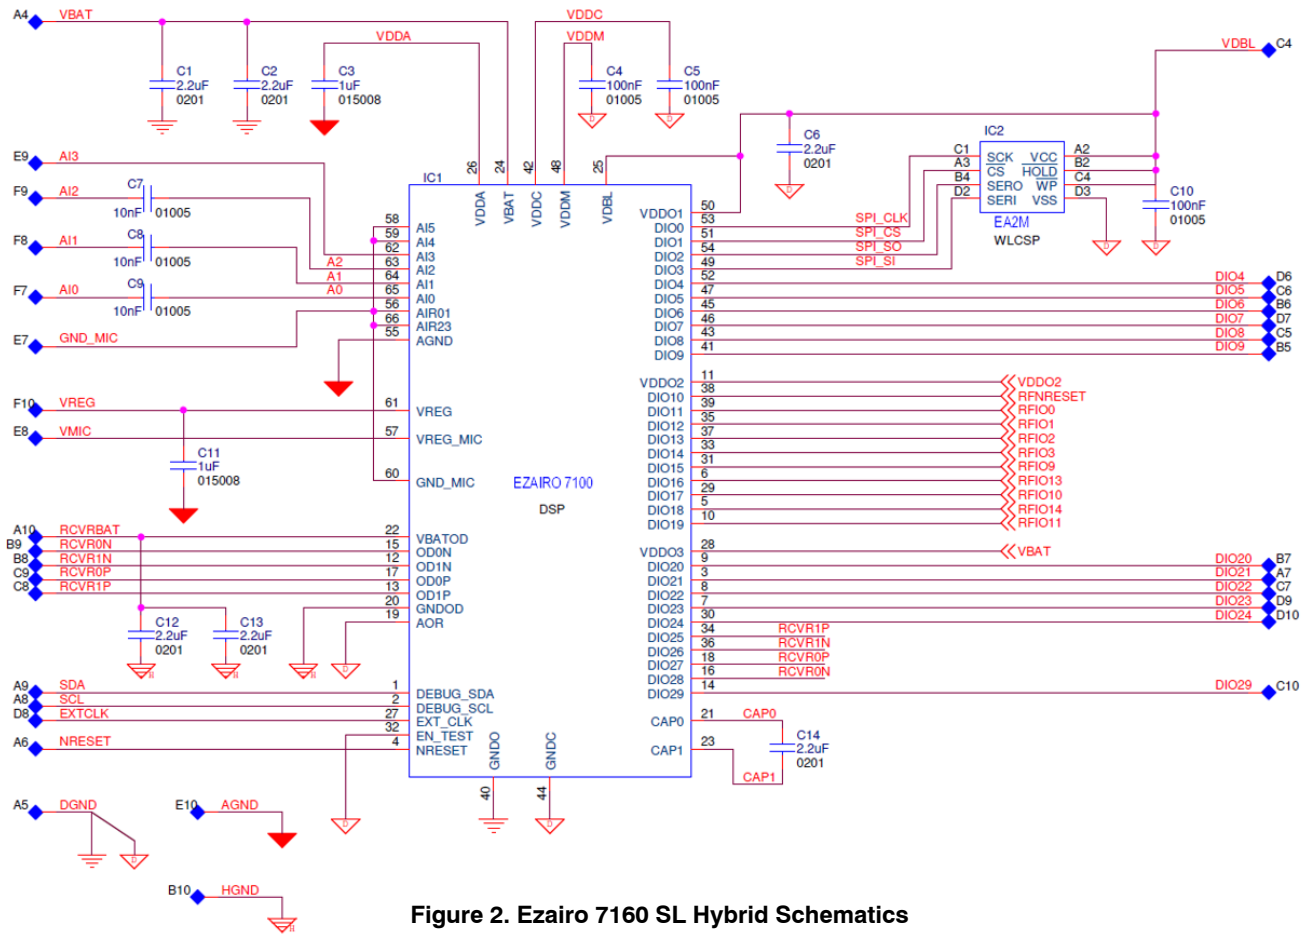 A4 VBAT
VDDA
VDDC
VDDM
VDBL C4
C1
2.2uF
0201
C2
2.2uF
0201
C3
1uF
015008
C4
100nF
01005
D
C5
100nF
01005
D
C6
2.2uF
0201
D
E9 AI3
F9 AI2
C7
10nF 01005
F8 AI1
C8
10nF 01005
F7 AI0
C9
10nF 01005
A2
A1
A0
E7 GND_MIC
F10 VREG
E8 VMIC
C11
1uF
015008
A10 RCVRBAT
B9 RCVR0N
B8 RCVR1N
C9 RCVR0P
C8 RCVR1P
C12
2.2uF
0201
H
C13
2.2uF
0201
H
H
D
A9 SDA
A8 SCL
D8 EXTCLK
A6 NRESET
D
A5 DGND
D
E10 AGND
B10 HGND
H
IC1
26 VDDA
24 VBAT
42 VDDC
48 VDDM
25 VDBL
58 AI5
59 AI4
62 AI3
63 AI2
64 AI1
65 AI0
56 AIR01
66 AIR23
55 AGND
61 VREG
57 VREG_MIC
60 GND_MIC
22 VBATOD
15 OD0N
12 OD1N
17 OD0P
13 OD1P
20 GNDOD
19 AOR
1 DEBUG_SDA
2 DEBUG_SCL
27 EXT_CLK
32 EN_TEST
4 NRESET
EZAIRO 7100
DSP
GNDO 40
GNDC 44
D
VDDO1 50
DIO0 53 SPI_CLK
DIO1 51 SPI_CS
DIO2 54 SPI_SO
DIO3 49 SPI_SI
DIO4 52 DIO4 D6
DIO5 47 DIO5 C6
DIO6 45 DIO6 B6
DIO7 46 DIO7 D7
DIO8 43 DIO8 C5
DIO9 41 DIO9 B5
VDDO2 11 VDDO2
DIO10 38 RFNRESET
DIO11 39 RFIO0
DIO12 35 RFIO1
DIO13 37 RFIO2
DIO14 33 RFIO3
DIO15 31 RFIO9
DIO16 6 RFIO13
DIO17 29 RFIO10
DIO18 5 RFIO14
DIO19 10 RFIO11
VDDO3 28 VBAT
DIO20 9 DIO20 B7
DIO21 3 DIO21 A7
DIO22 8 DIO22 C7
DIO23 7 DIO23 D9
DIO24 30 DIO24 D10
DIO25 34 RCVR1P
DIO26 36 RCVR1N
DIO27 18 RCVR0P
DIO28 16 RCVR0N
DIO29 14 DIO29 C10
CAP0 21 CAP0
CAP1 23 CAP1
C14
2.2uF
0201
IC2
C1 SCK VCC A2
A3 CS HOLD B2
B4 SERO WP C4
D2 SERI VSS D3
EA2M
WLCSP
D
C10
100nF
01005
D
Figure 2. Ezairo 7160 SL Hybrid Schematics